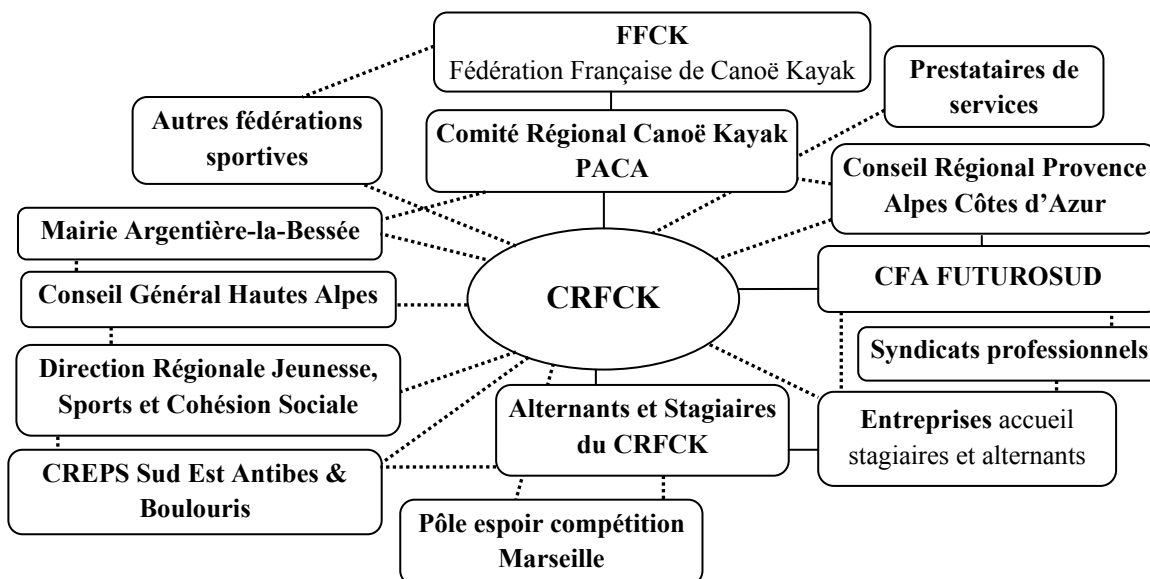 FFCK
Fédération Française de Canoë Kayak
Prestataires de
services
Autres fédérations
sportives
Comité Régional Canoë Kayak
PACA
Conseil Régional Provence
Alpes Côtes d’Azur
Mairie Argentière-la-Bessée
CFA FUTUROSUD
Conseil Général Hautes Alpes
CRFCK
Syndicats professionnels
Direction Régionale Jeunesse,
Sports et Cohésion Sociale
Alternants et Stagiaires
du CRFCK
Entreprises accueil
stagiaires et alternants
CREPS Sud Est Antibes &
Boulouris
Pôle espoir compétition
Marseille